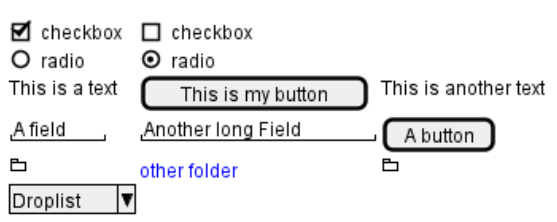 checkbox checkbox
radio radio
This is a text This is my button This is another text
A field Another long Field A button
other folder
Droplist